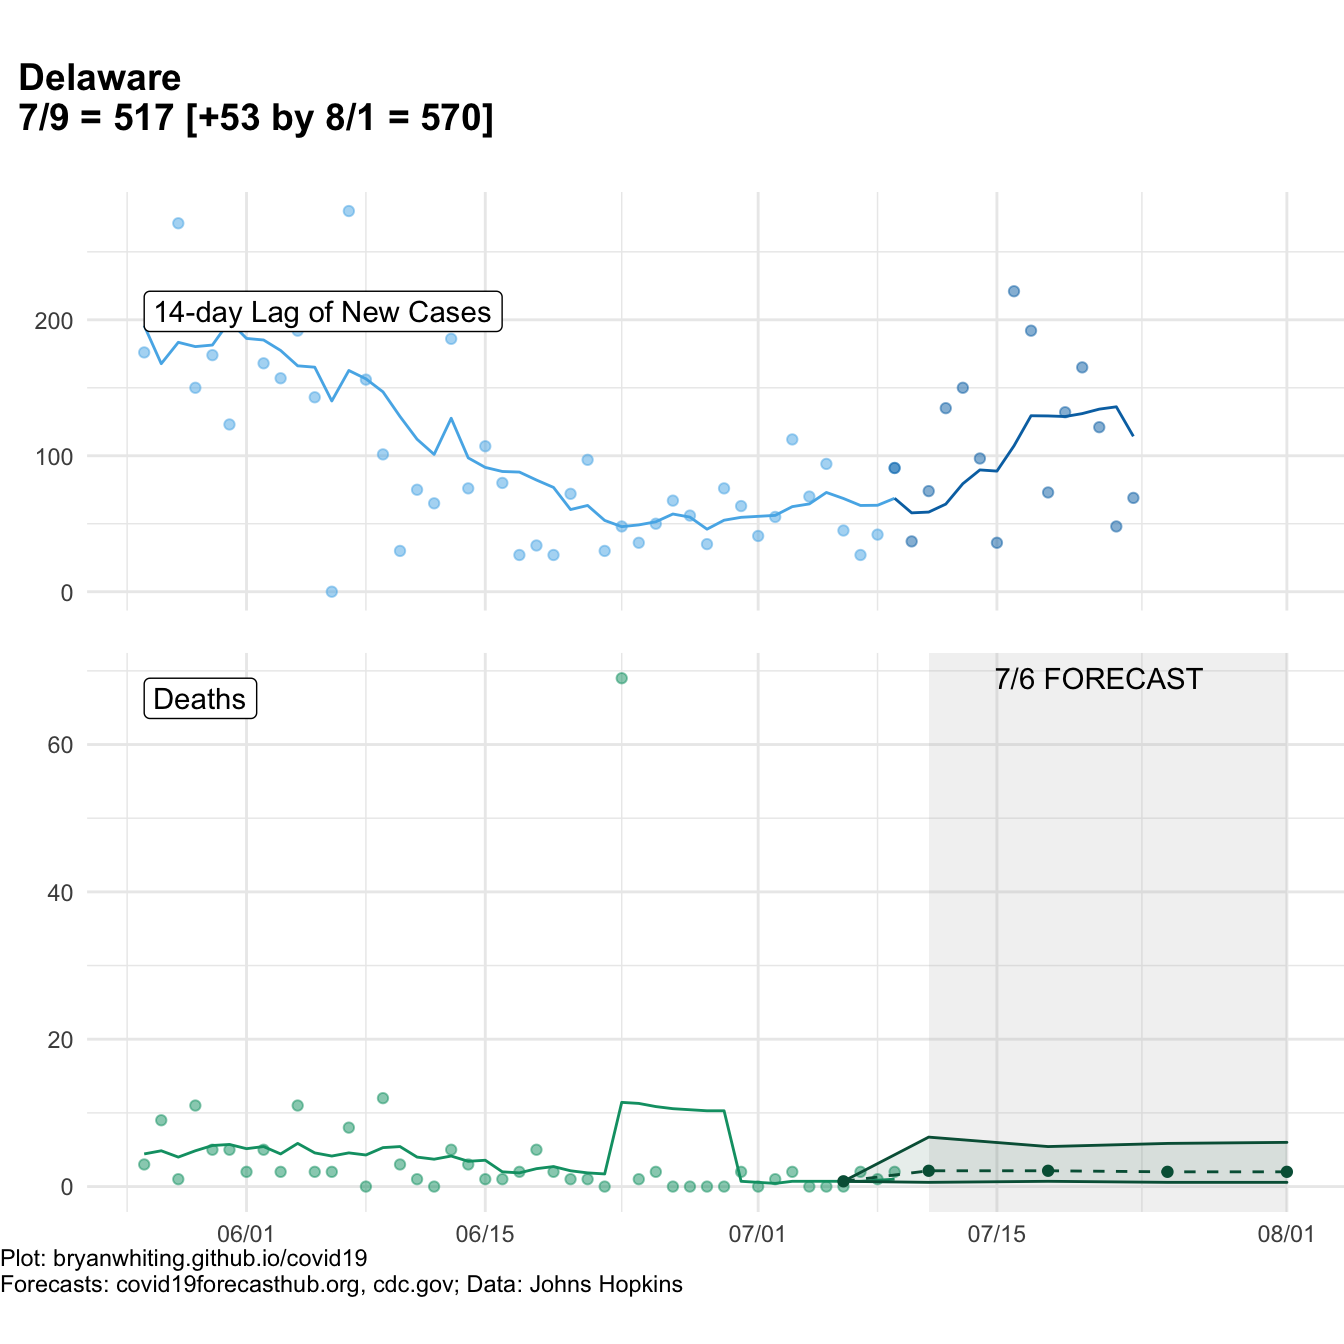 Delaware
7/9 = 517 [+53 by 8/1 = 570]
14-day Lag of New Cases
200
100
0
Deaths
7/6 FORECAST
60
40
20
0
06/01 06/15 07/01 07/15 08/01
Plot: bryanwhiting.github.io/covid19
Forecasts: covid19forecasthub.org, cdc.gov; Data: Johns Hopkins